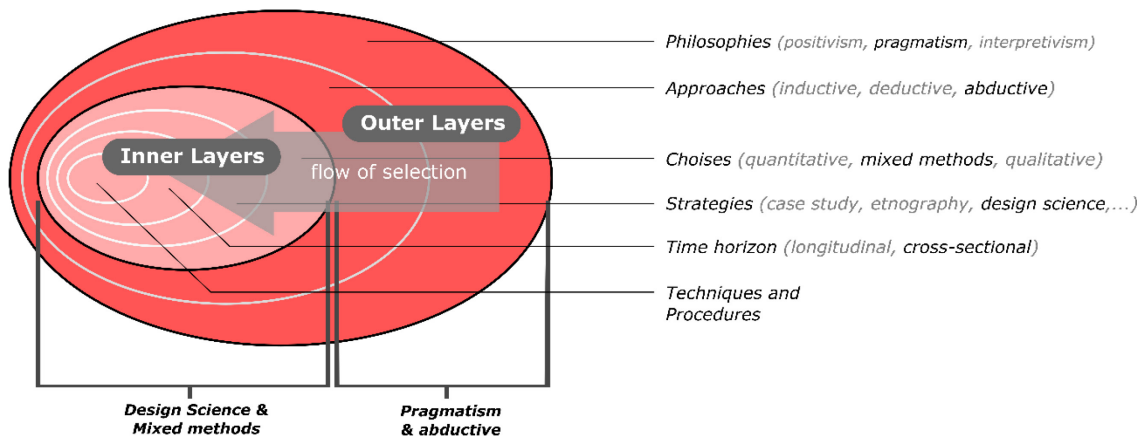 Philosophies (positivism, pragmatism, interpretivism)
Approaches (inductive, deductive, abductive)
Outer Layers
Inner Layers
flow of selection
Choises (quantitative, mixed methods, qualitative)
Strategies (case study, etnography, design science,...)
Time horizon (longitudinal, cross-sectional)
Techniques and
Procedures
Design Science &
Mixed methods
Pragmatism
& abductive